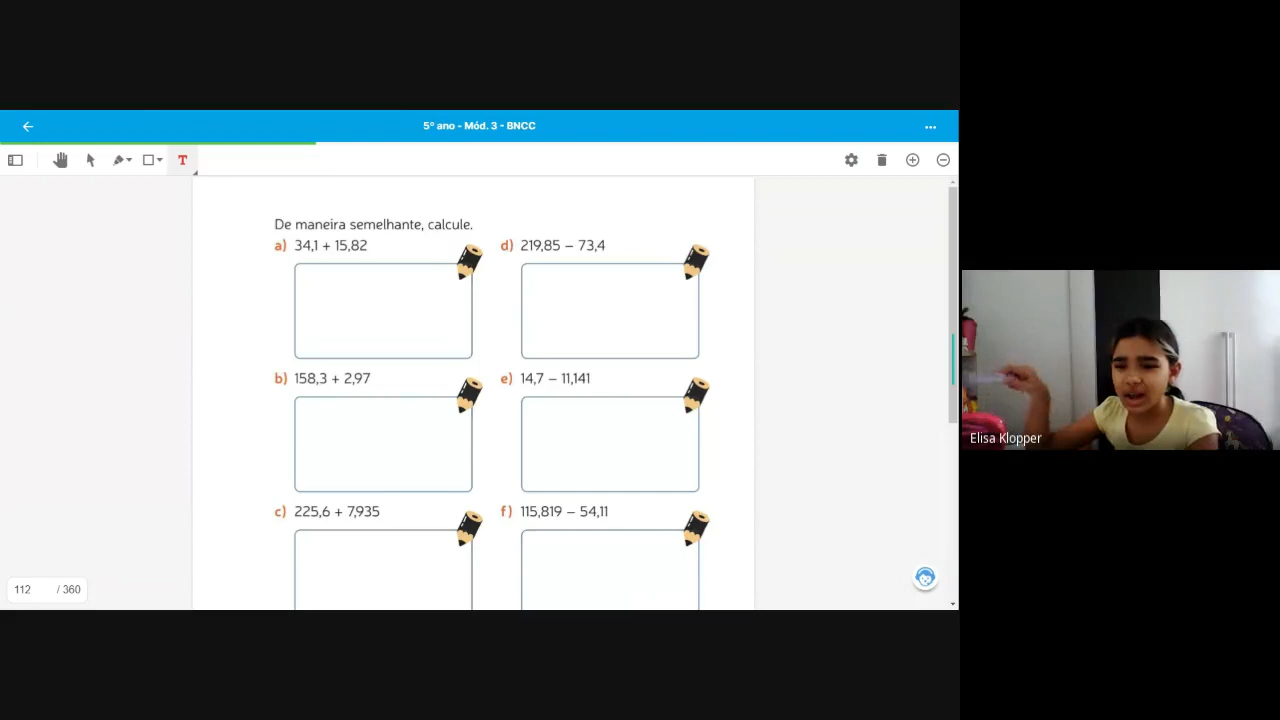 5º ano - Mód. 3 - BNCC
T
De maneira semelhante, calcule.
a) 34,1 + 15,82
d) 219,85 – 73,4
b) 158,3 + 2,97
e) 14,7 – 11,141
c) 225,6 + 7,935
f) 115,819 – 54,11
112 / 360
Elisa Klopper